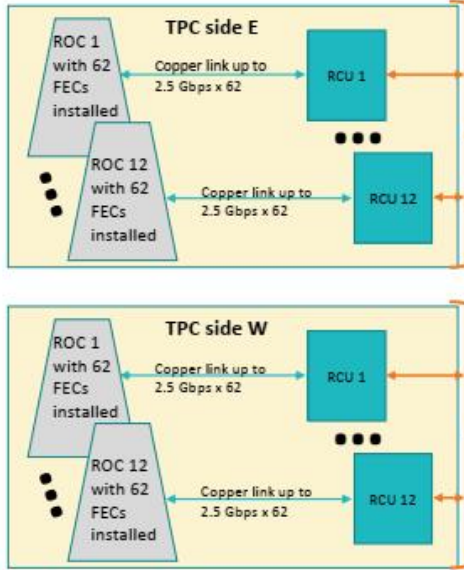 TPC side E
ROC 1
with 62
FECs
installed
Copper link up to
2.5 Gbps x 62
RCU 1
ROC 12
with 62
FECs
installed
Copper link up to
2.5 Gbps x 62
RCU 12
TPC side W
ROC 1
with 62
FECs
installed
Copper link up to
2.5 Gbps x 62
RCU 1
ROC 12
with 62
FECs
installed
Copper link up to
2.5 Gbps x 62
RCU 12